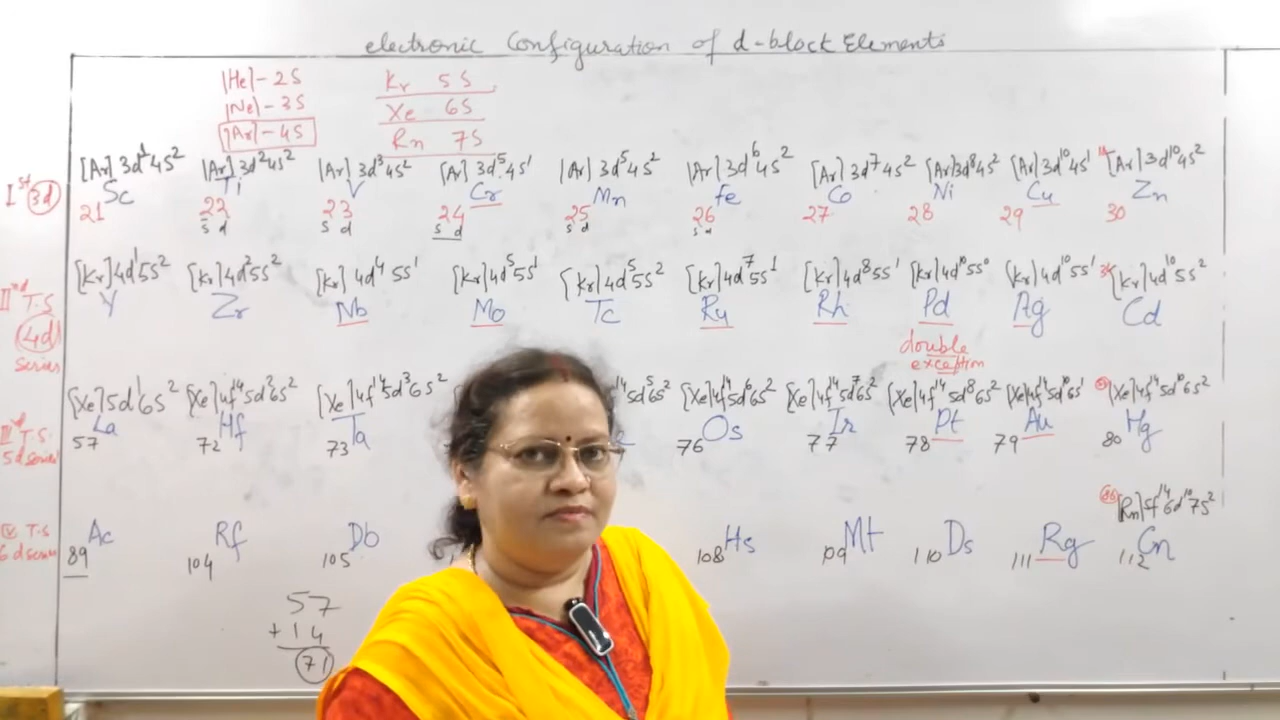 electronic Configuration of d-block Elements
[He]-2S
[Ne]-3S
[Ar]-4S
Kr 5S
Xe 6S
Rn 7S
Iˢᵗ 3d
[Ar]3d¹4s² [Ar]3d²4s² [Ar]3d³4s² [Ar]3d⁵4s¹ [Ar]3d⁵4s² [Ar]3d⁶4s² [Ar]3d⁷4s² [Ar]3d⁸4s² [Ar]3d¹⁰4s¹ 18 [Ar]3d¹⁰4s²
Sc Ti V Cr Mn Fe Co Ni Cu Zn
21 22 23 24 25 26 27 28 29 30
s d s d s d s d s d
IIⁿᵈ T.S
4d
series
[Kr]4d¹5s² [Kr]4d²5s² [Kr]4d⁴5s¹ [Kr]4d⁵5s¹ [Kr]4d⁵5s² [Kr]4d⁷5s¹ [Kr]4d⁸5s¹ [Kr]4d¹⁰5s⁰ [Kr]4d¹⁰5s¹ 36 [Kr]4d¹⁰5s²
Y Zr Nb Mo Tc Ru Rh Pd Ag Cd
double
exception
T.S.
5d series
[Xe]5d¹6s² [Xe]4f¹⁴5d²6s² [Xe]4f¹⁴5d³6s² ¹⁴5d⁵6s² [Xe]4f¹⁴5d⁶6s² [Xe]4f¹⁴5d⁷6s² [Xe]4f¹⁴5d⁸6s² [Xe]4f¹⁴5d¹⁰6s¹ [Xe]4f¹⁴5d¹⁰6s²
57 La 72 Hf 73 Ta 76 Os 77 Ir 78 Pt 79 Au 80 Hg
T.S
6d series
86 [Rn]5f¹⁴6d¹⁰7s²
89 Ac 104 Rf 105 Db 108 Hs 109 Mt 110 Ds 111 Rg 112 Cn
57
+ 14
71